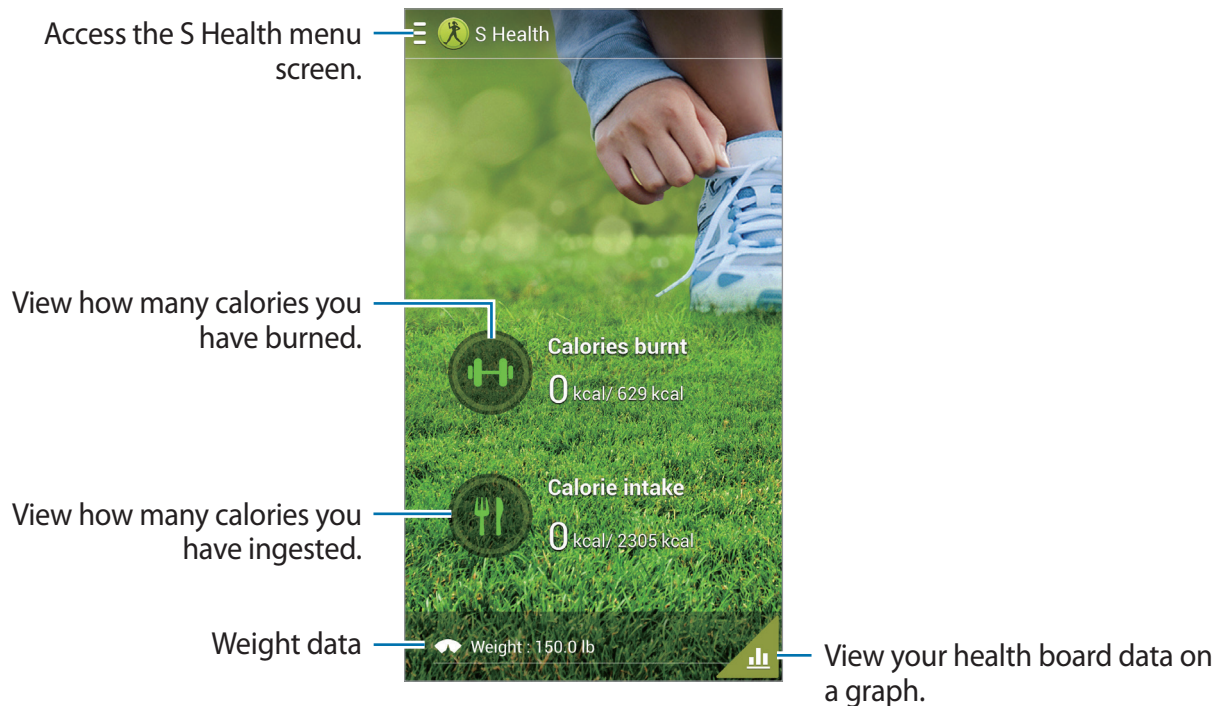 Access the S Health menu
screen.
S Health
View how many calories you
have burned.
Calories burnt
0 kcal/ 629 kcal
View how many calories you
have ingested.
Calorie intake
0 kcal/ 2305 kcal
Weight data
Weight : 150.0 lb
View your health board data on
a graph.